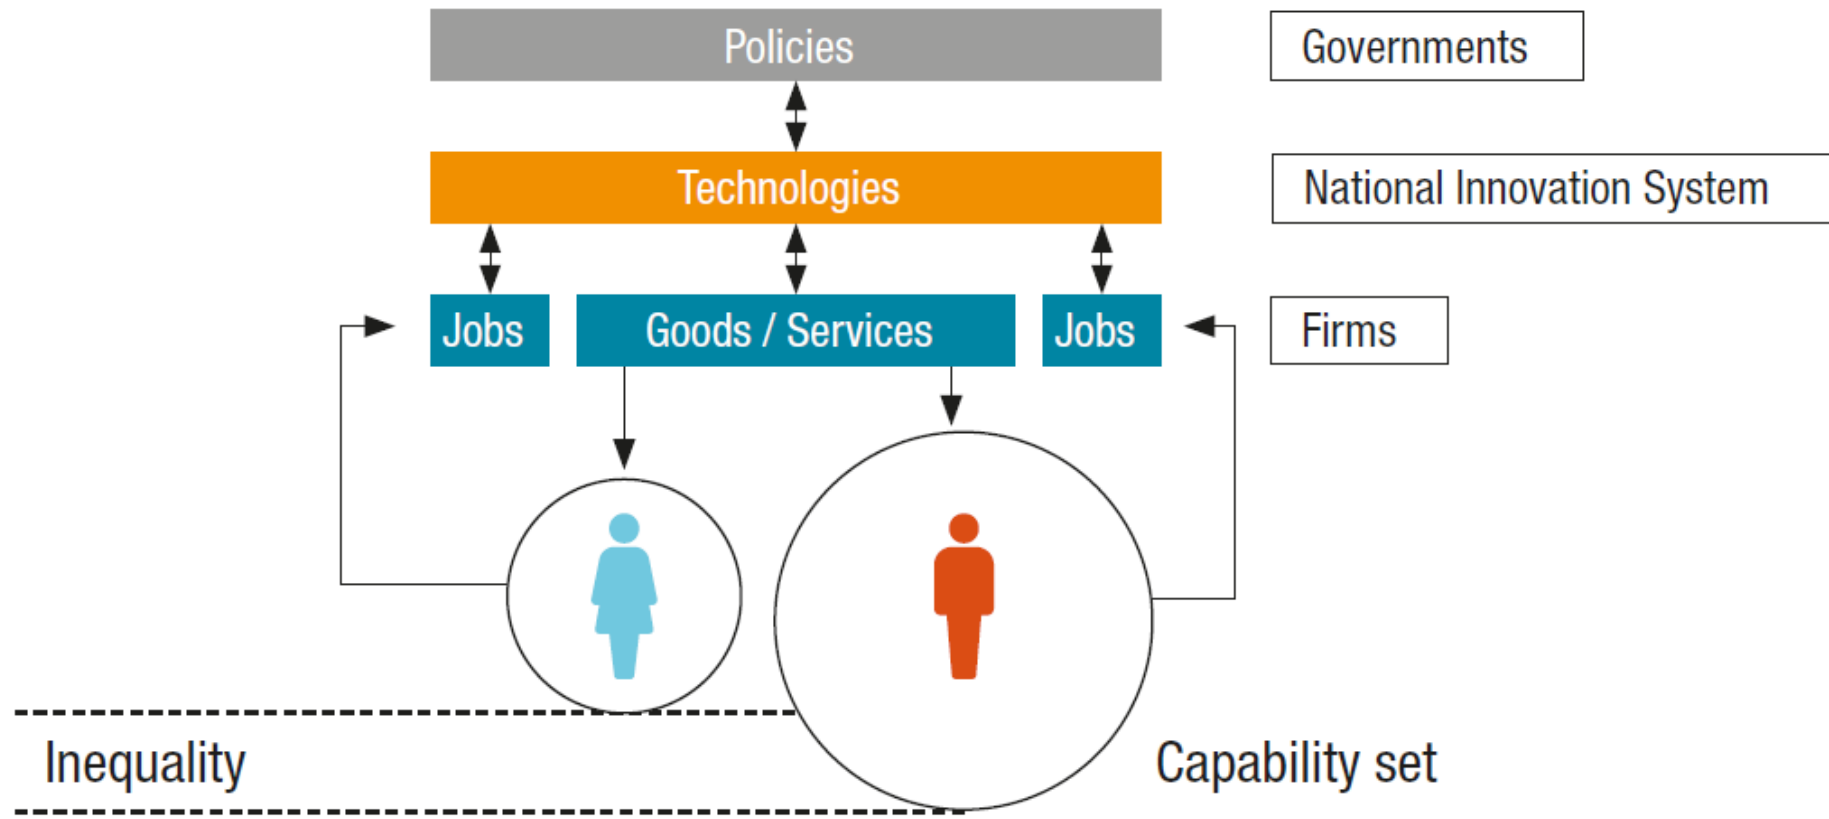 Policies
Governments
Technologies
National Innovation System
Jobs
Goods / Services
Jobs
Firms
Inequality
Capability set